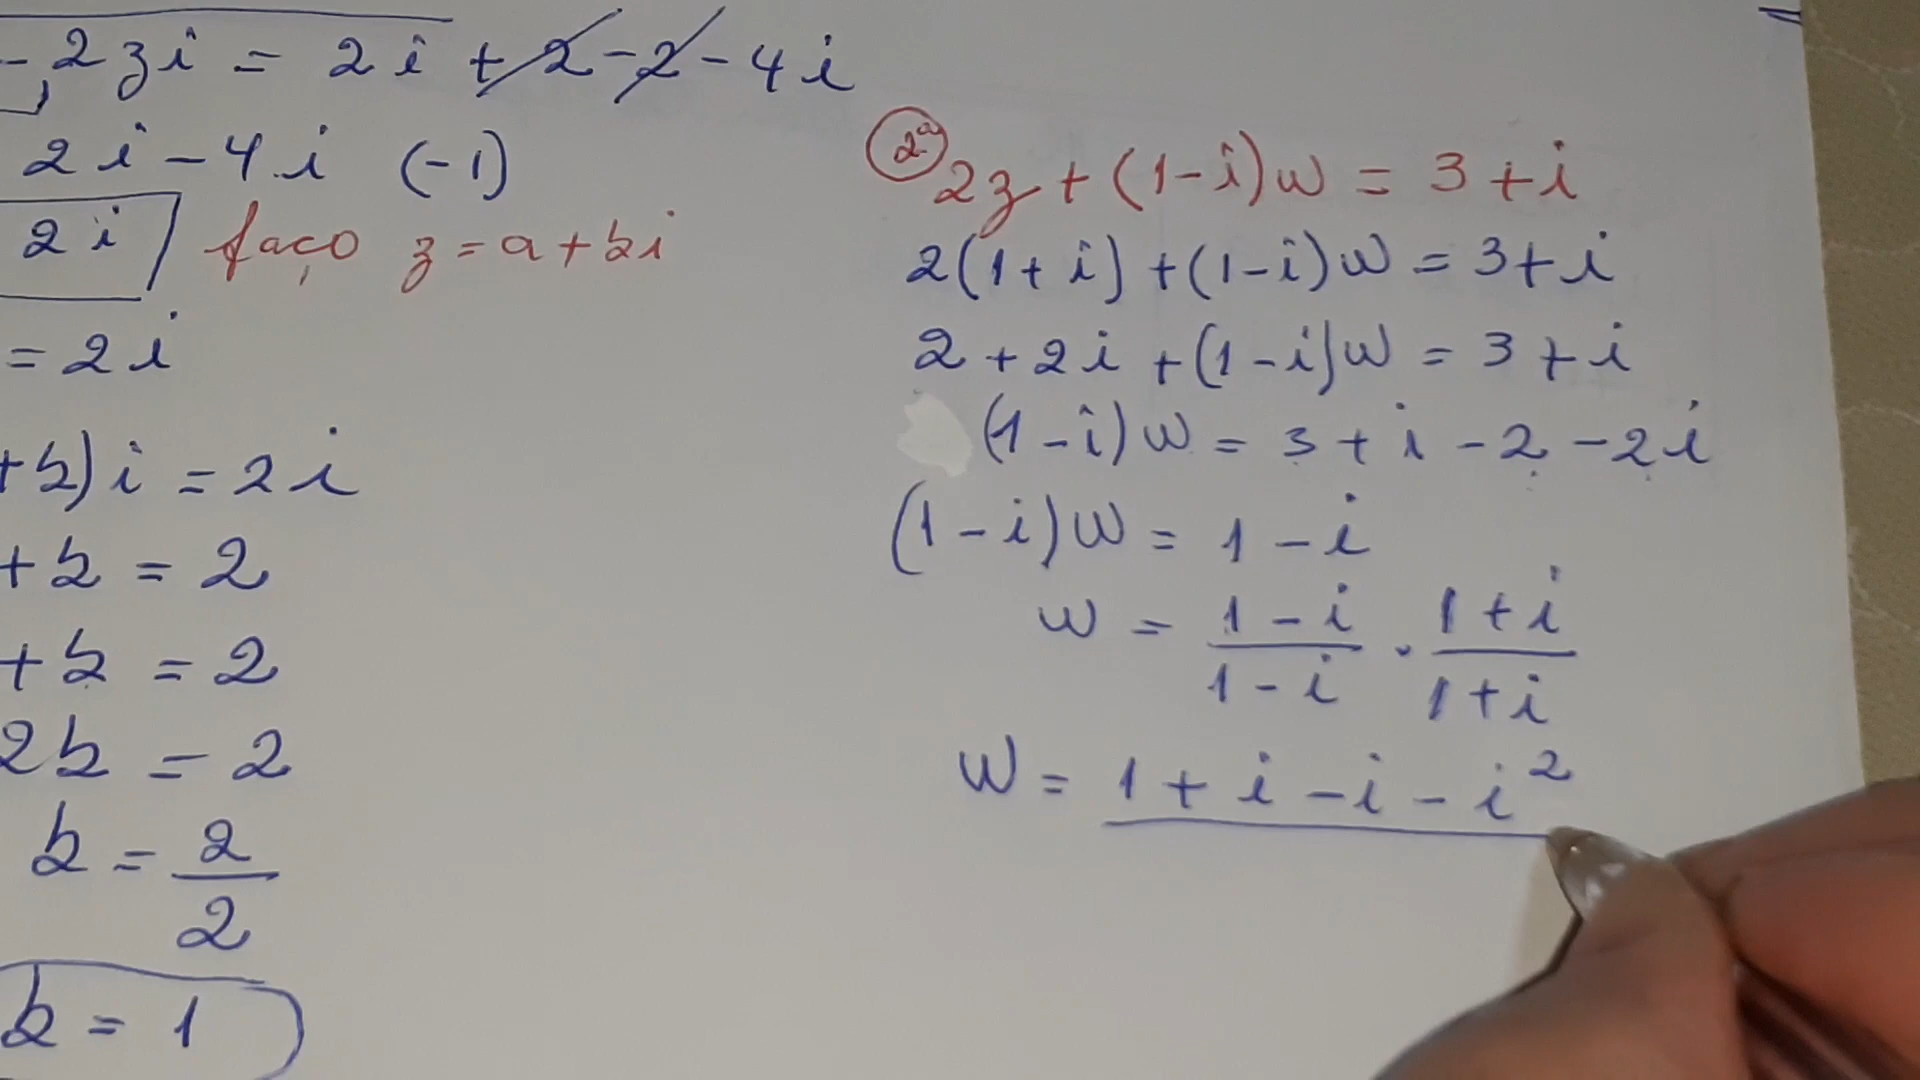 - 2zi = 2i + 2 - 2 - 4i
2i - 4i (-1)
2i faço z = a + bi
= 2i
+b)i = 2i
+b = 2
+b = 2
2b = 2
b = 2/2
b = 1
2ª 2z + (1-i)w = 3+i
2(1+i) + (1-i)w = 3+i
2 + 2i + (1-i)w = 3+i
(1-i)w = 3+i-2-2i
(1-i)w = 1-i
w = 1-i/1-i · 1+i/1+i
w = 1+i-i-i²